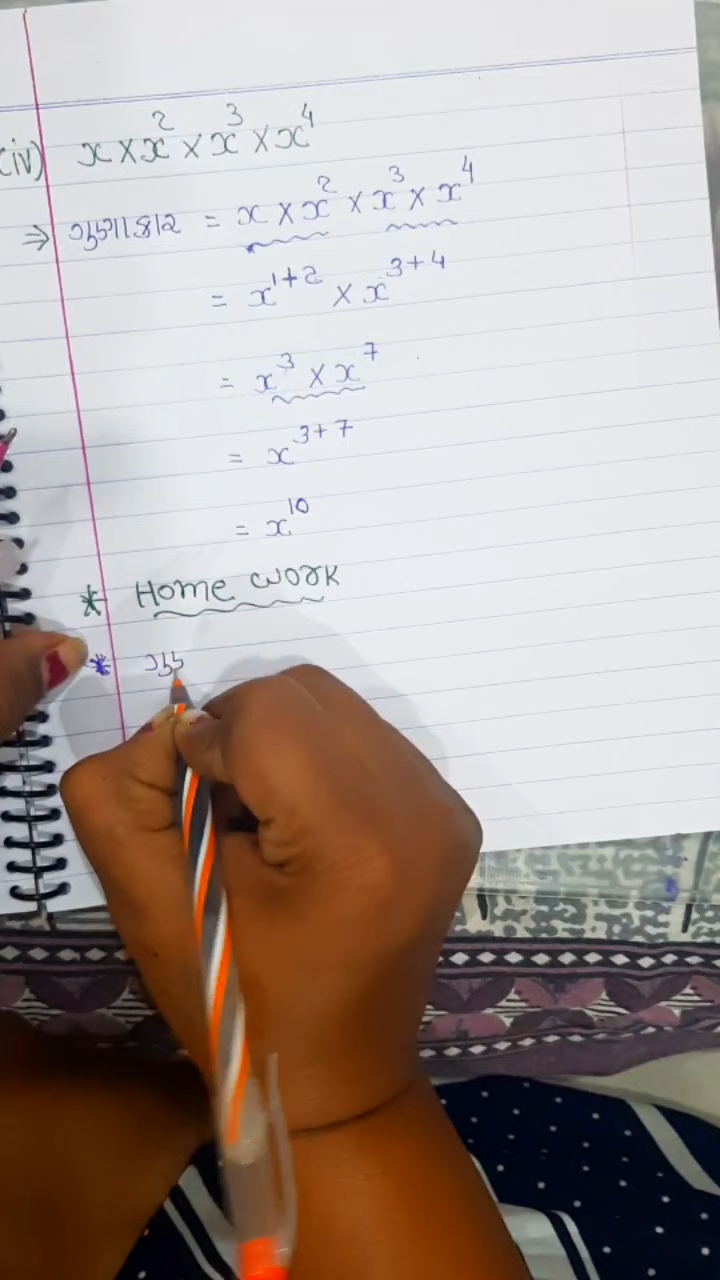 (iv) x × x² × x³ × x⁴
⇒ ગુણાકાર = x × x² × x³ × x⁴
= x¹⁺² × x³⁺⁴
= x³ × x⁷
= x³⁺⁷
= x¹⁰
* Home work
*